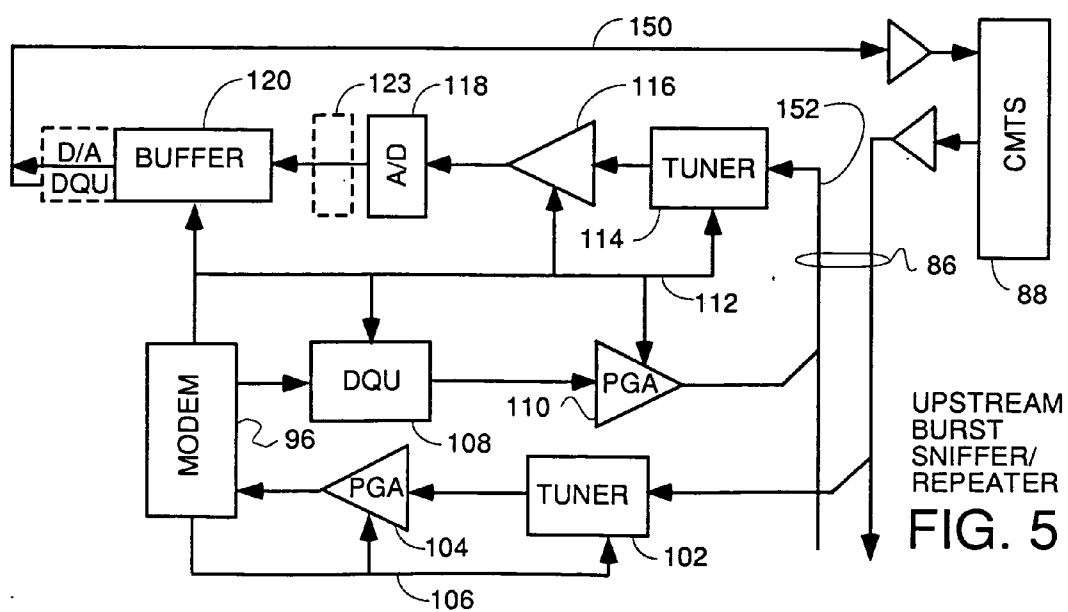 150
120
123
118
116
152
D/A
DQU
BUFFER
A/D
TUNER
CMTS
114
86
88
112
MODEM
DQU
PGA
110
96
108
UPSTREAM
BURST
SNIFFER/
REPEATER
PGA
TUNER
FIG. 5
104
102
106